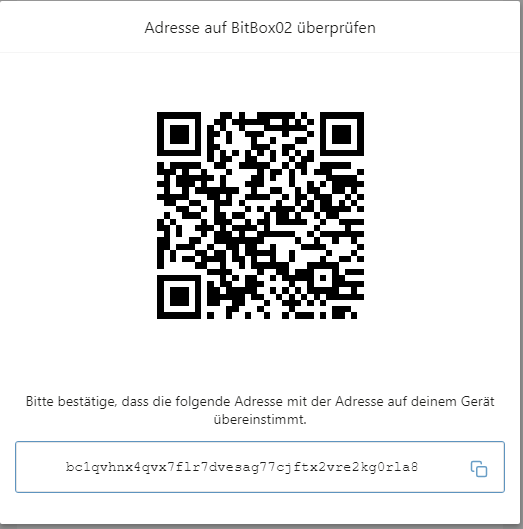 Adresse auf BitBox02 überprüfen
Bitte bestätige, dass die folgende Adresse mit der Adresse auf deinem Gerät
übereinstimmt.
bc1qvhnx4qvx7flr7dvesag77cjftx2vre2kg0rla8